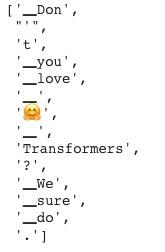 ['▁▁Don',
"'",
't',
'▁▁you',
'▁▁love',
'▁▁',
'🤗',
'▁▁',
'Transformers',
'?',
'▁▁We',
'▁▁sure',
'▁▁do',
'.']